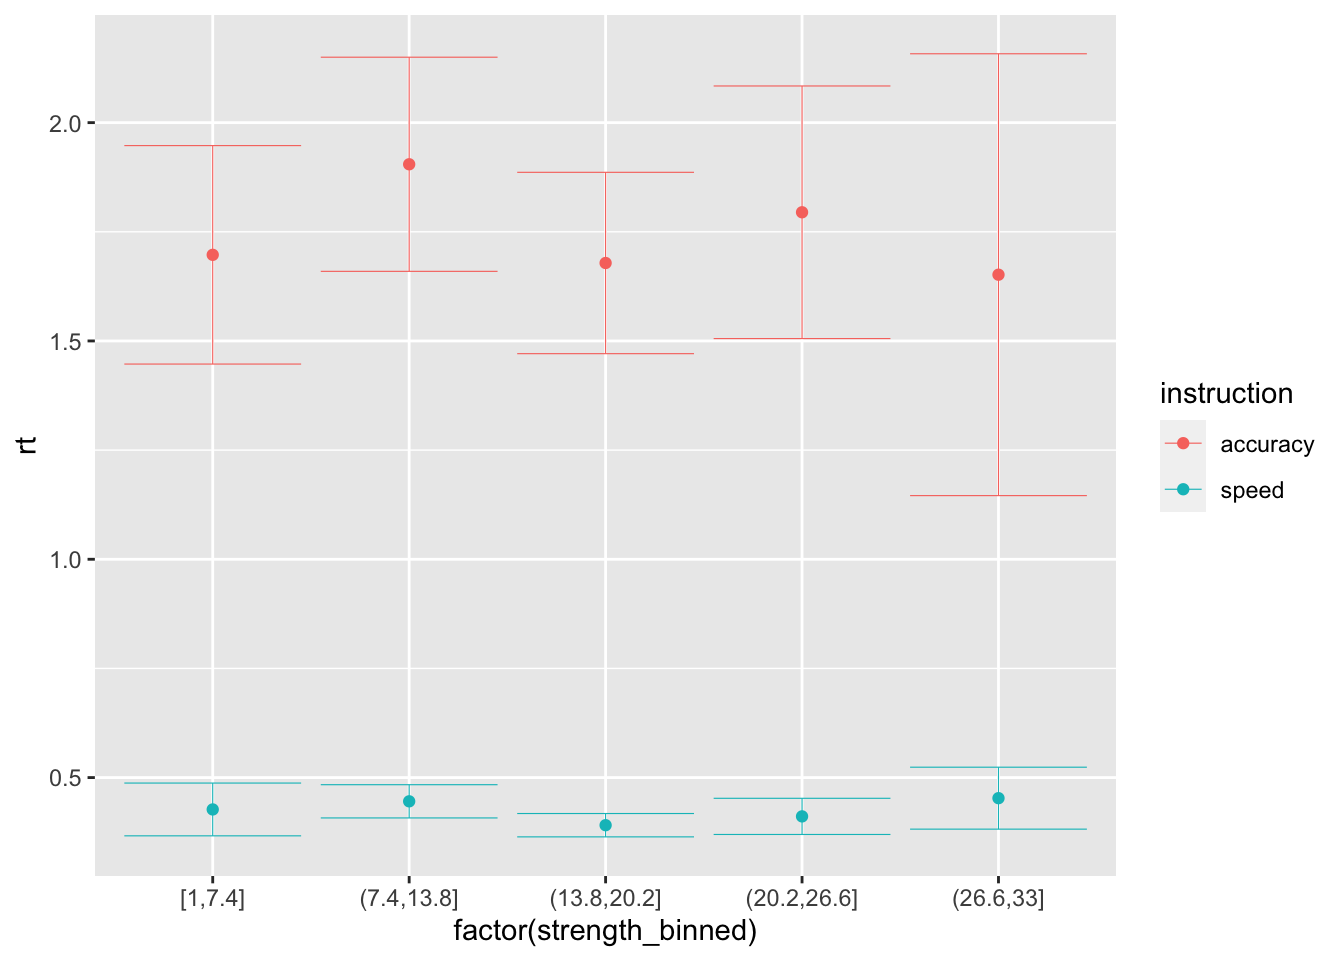 2.0
1.5
1.0
0.5
rt
[1,7.4]
(7.4,13.8]
(13.8,20.2]
(20.2,26.6]
(26.6,33]
factor(strength_binned)
instruction
accuracy
speed